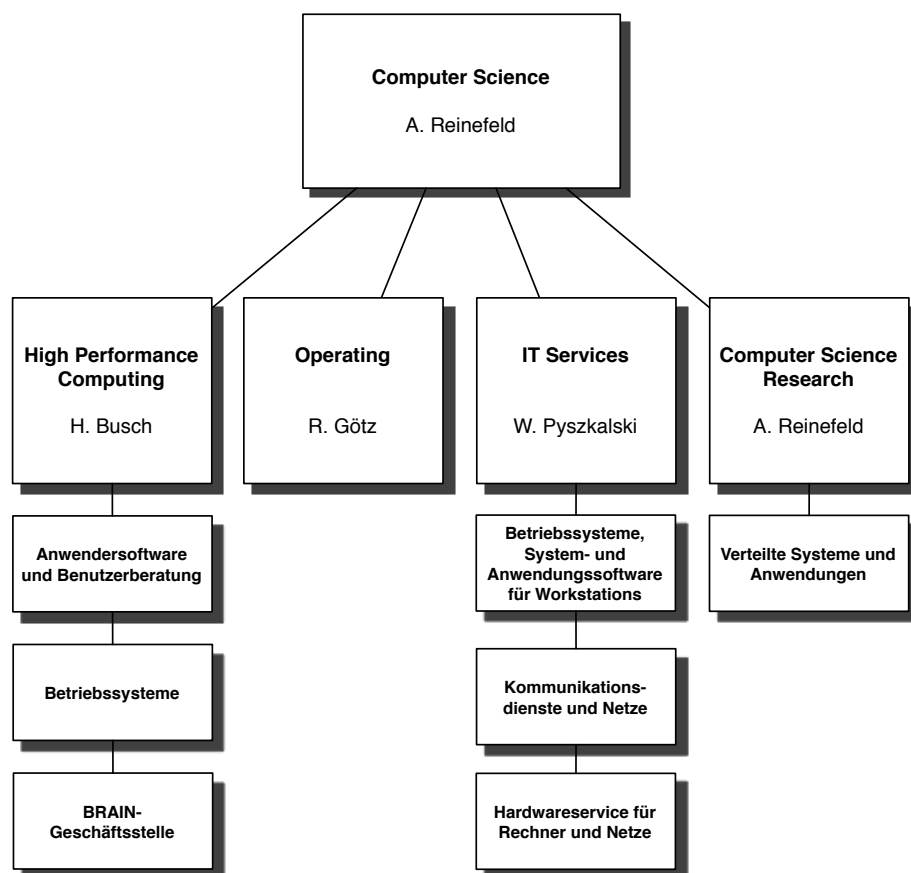 Computer Science
A. Reinefeld
High Performance
Computing
H. Busch
Operating
R. Götz
IT Services
W. Pyszkalski
Computer Science
Research
A. Reinefeld
Anwendersoftware
und Benutzerberatung
Betriebssysteme
BRAIN-
Geschäftsstelle
Betriebssysteme,
System- und
Anwendungssoftware
für Workstations
Kommunikations-
dienste und Netze
Hardwareservice für
Rechner und Netze
Verteilte Systeme und
Anwendungen